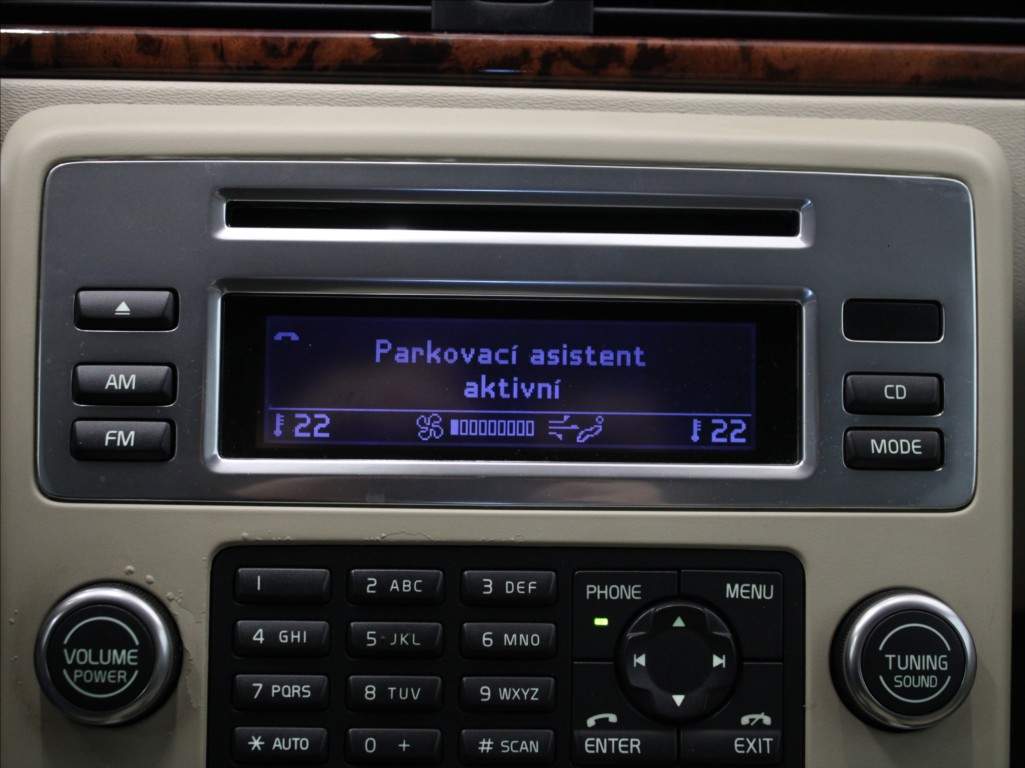 Parkovací asistent
aktivní
22
22
AM
FM
CD
MODE
1
2 ABC
3 DEF
4 GHI
5 JKL
6 MNO
7 PQRS
8 TUV
9 WXYZ
* AUTO
0 +
# SCAN
PHONE
MENU
ENTER
EXIT
VOLUME
POWER
TUNING
SOUND